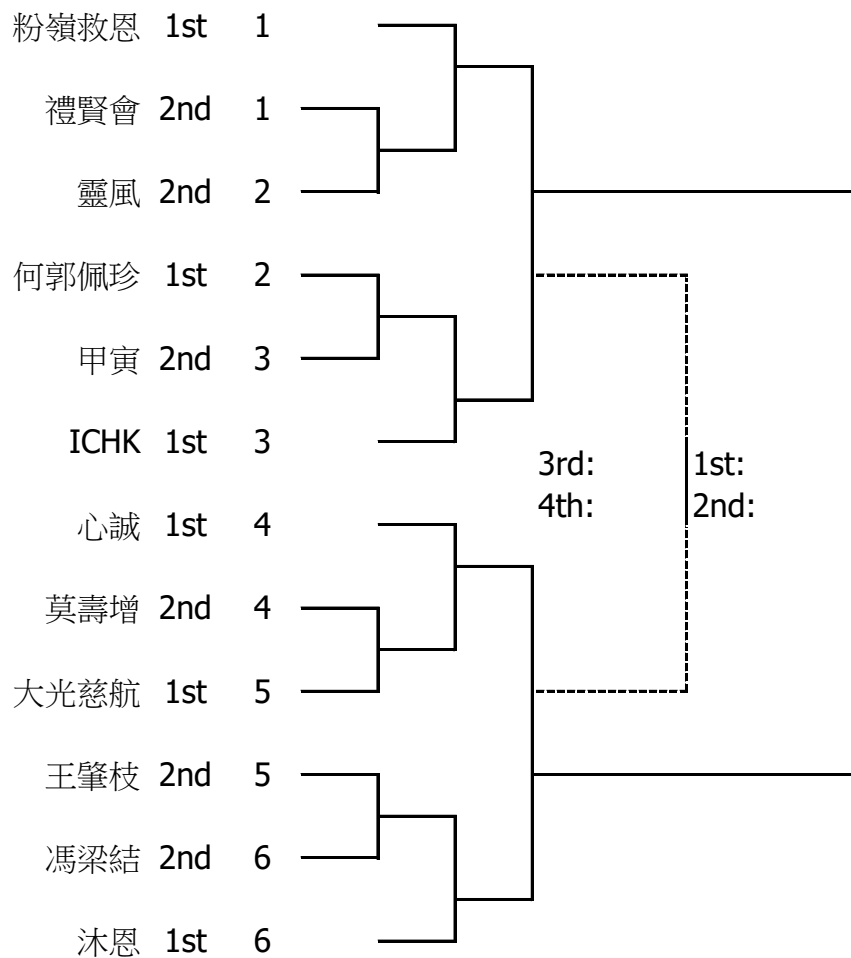 粉嶺救恩 1st 1
禮賢會 2nd 1
靈風 2nd 2
何郭佩珍 1st 2
甲寅 2nd 3
ICHK 1st 3
3rd: 1st:
4th: 2nd:
心誠 1st 4
莫壽增 2nd 4
大光慈航 1st 5
王肇枝 2nd 5
馮梁結 2nd 6
沐恩 1st 6